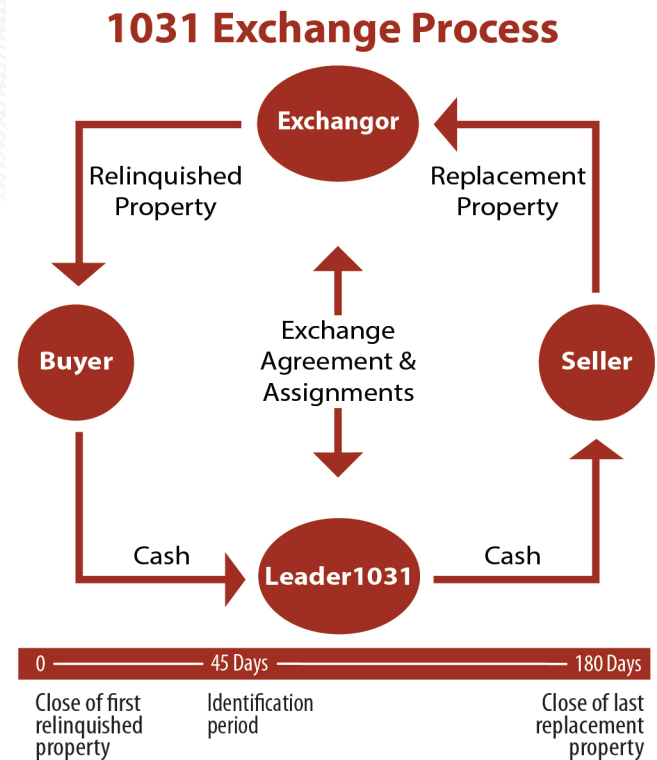 1031 Exchange Process
Exchangor
Relinquished
Property
Replacement
Property
Buyer
Exchange
Agreement &
Assignments
Seller
Cash
Leader1031
Cash
0
45 Days
180 Days
Close of first
relinquished
property
Identification
period
Close of last
replacement
property